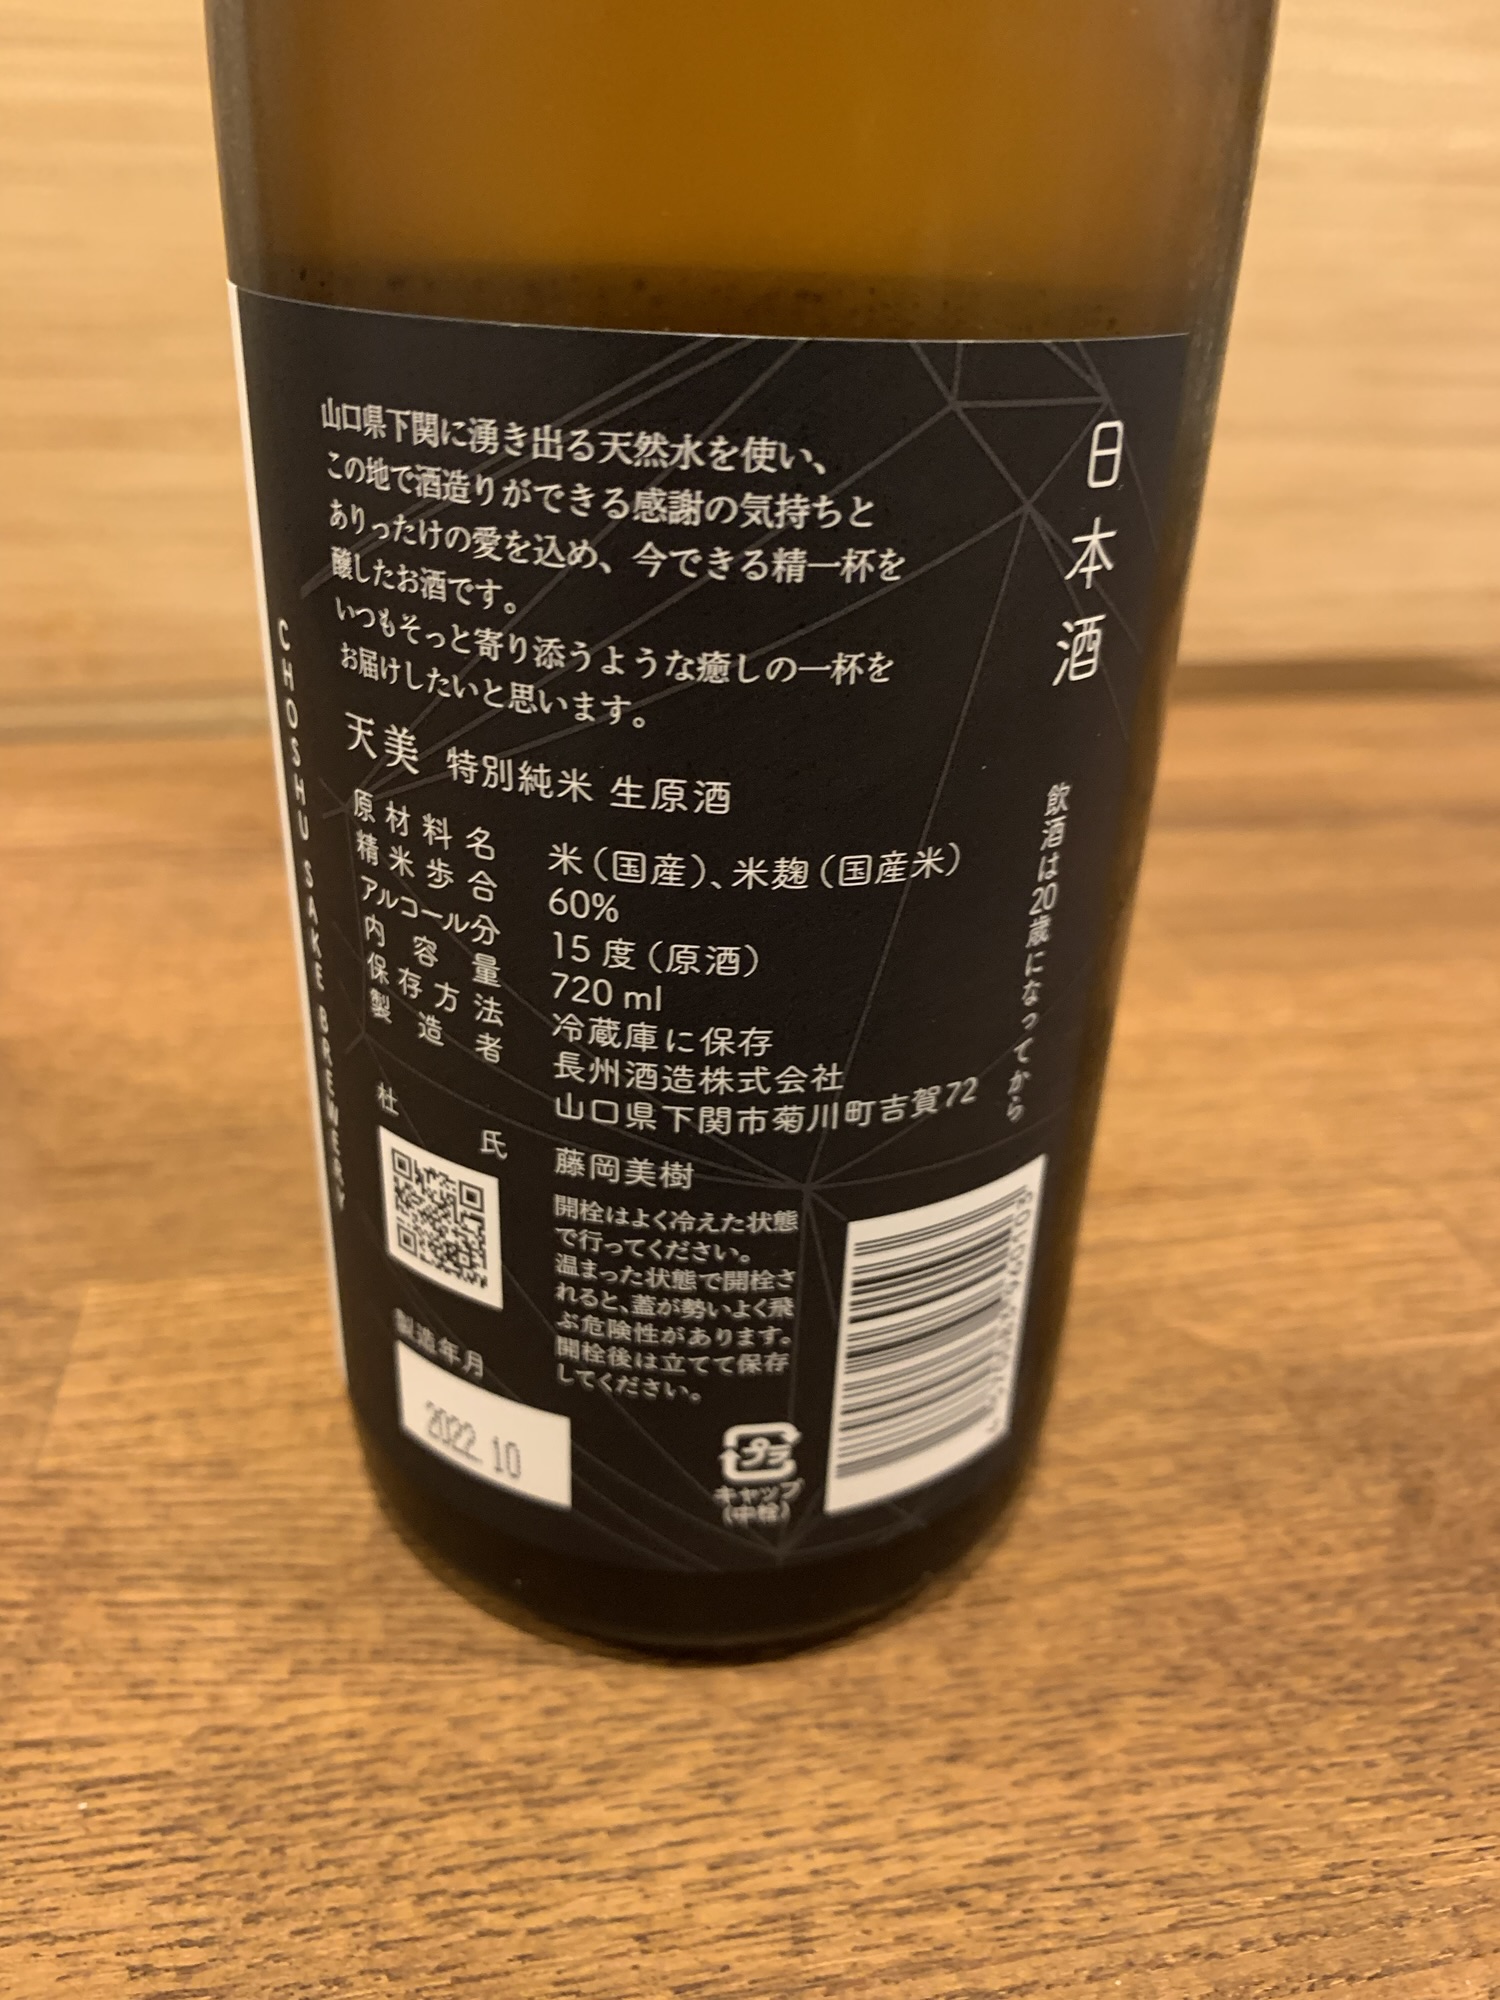 山口県下関に湧き出る天然水を使い、
この地で酒造りができる感謝の気持ちと
ありったけの愛を込め、今できる精一杯を
醸したお酒です。
いつもそっと寄り添うような癒しの一杯を
お届けしたいと思います。
天美 特別純米 生原酒
原材料名 米（国産）、米麹（国産米）
精米歩合 60%
アルコール分 15度（原酒）
内容量 720 ml
保存方法 冷蔵庫に保存
製造者 長州酒造株式会社
山口県下関市菊川町吉賀72
杜氏 藤岡美樹
開栓はよく冷えた状態
で行ってください。
温まった状態で開栓さ
れると、蓋が勢いよく飛
ぶ危険性があります。
開栓後は立てて保存
してください。
製造年月
2022.10
プラ
キャップ
（中栓）
日本酒
飲酒は20歳になってから
CHOSHU SAKE BREWERY